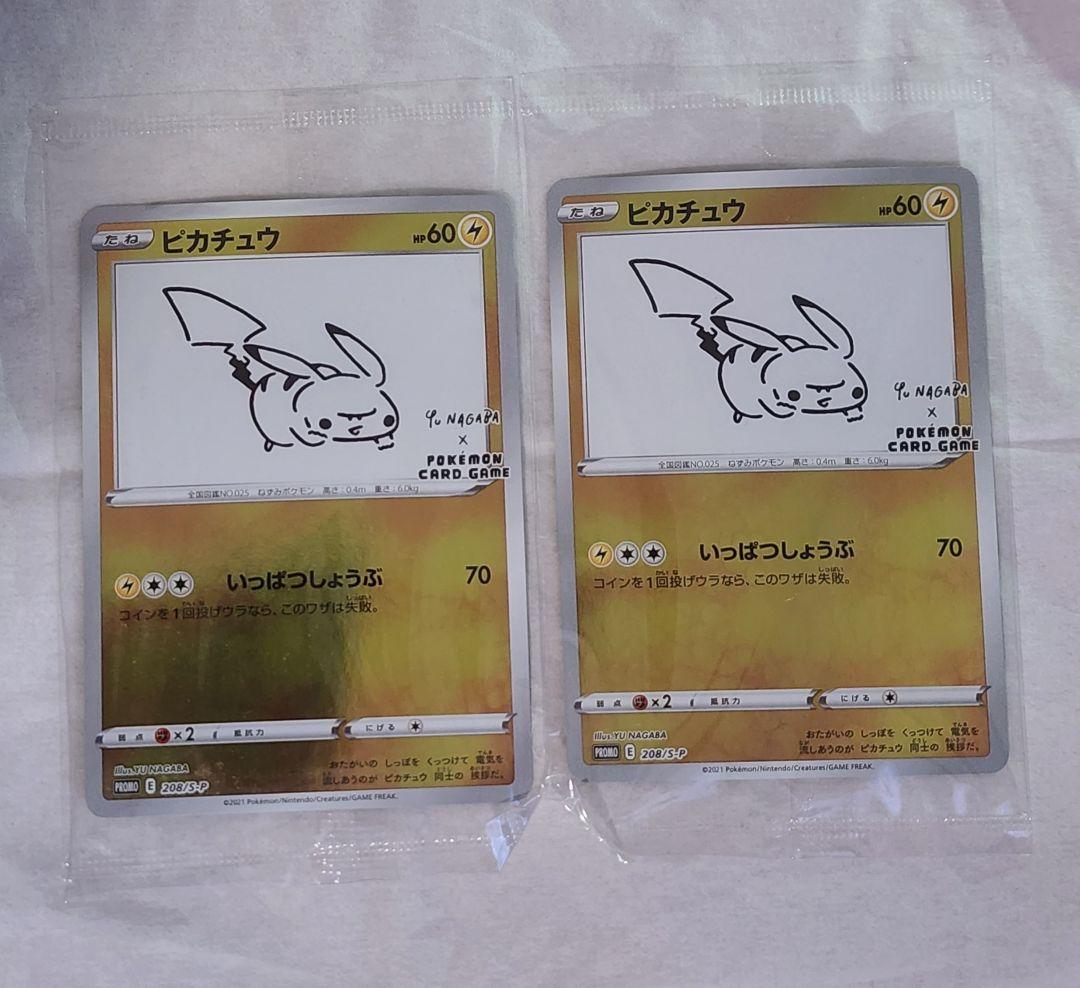 たね ピカチュウ HP60
Yu NAGABA
×
POKÉMON
CARD GAME
全国図鑑NO.025 ねずみポケモン 高さ:0.4m 重さ:6.0kg
いっぱつしょうぶ 70
コインを1回投げウラなら、このワザは失敗。
弱点 ×2 抵抗力 にげる
Illus. YU NAGABA
おたがいの しっぽを くっつけて 電気を
流しあうのが ピカチュウ 同士の 挨拶だ。
PROMO E 208/S-P
©2021 Pokémon/Nintendo/Creatures/GAME FREAK.
たね ピカチュウ HP60
Yu NAGABA
×
POKÉMON
CARD GAME
全国図鑑NO.025 ねずみポケモン 高さ:0.4m 重さ:6.0kg
いっぱつしょうぶ 70
コインを1回投げウラなら、このワザは失敗。
弱点 ×2 抵抗力 にげる
Illus. YU NAGABA
おたがいの しっぽを くっつけて 電気を
流しあうのが ピカチュウ 同士の 挨拶だ。
PROMO E 208/S-P
©2021 Pokémon/Nintendo/Creatures/GAME FREAK.